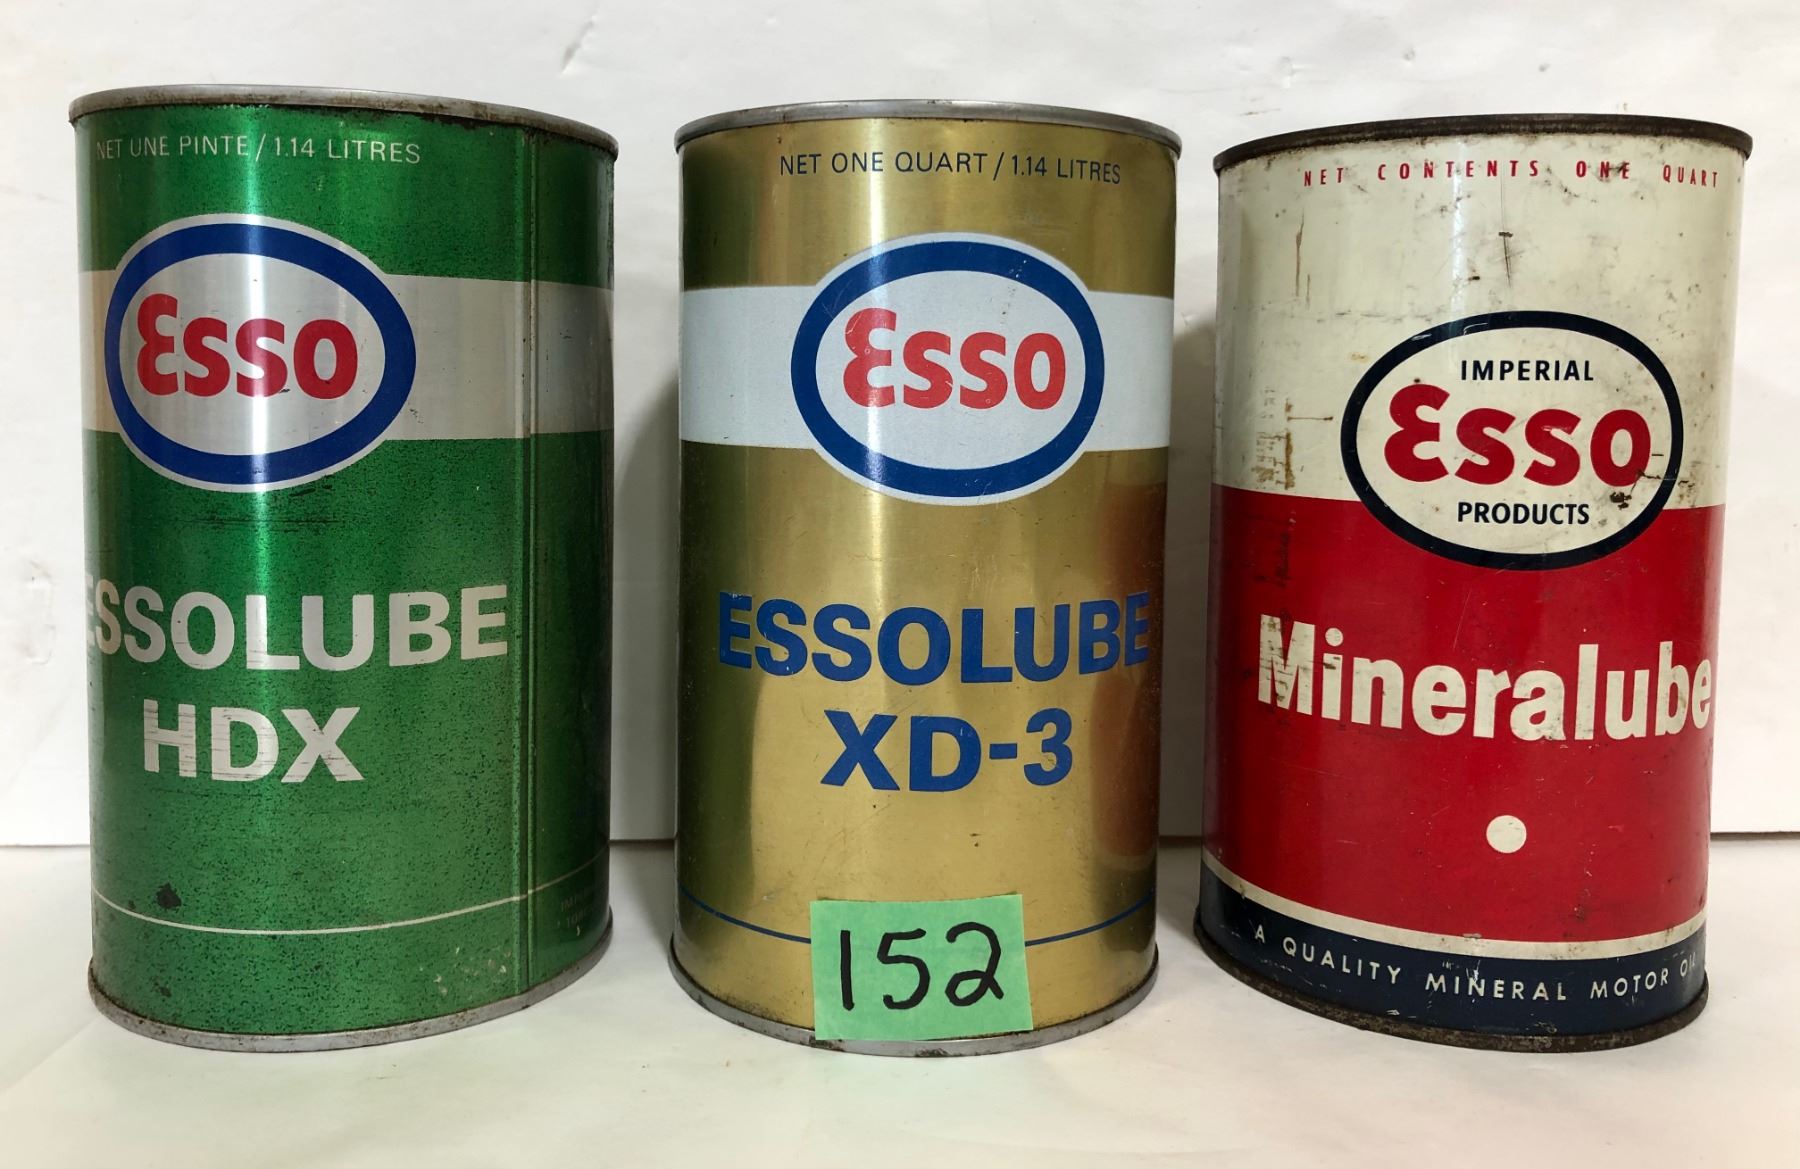 NET UNE PINTE / 1.14 LITRES
Esso
ESSOLUBE
HDX
NET ONE QUART / 1.14 LITRES
Esso
ESSOLUBE
XD-3
152
NET CONTENTS ONE QUART
IMPERIAL
Esso
PRODUCTS
Mineralube
A QUALITY MINERAL MOTOR OIL